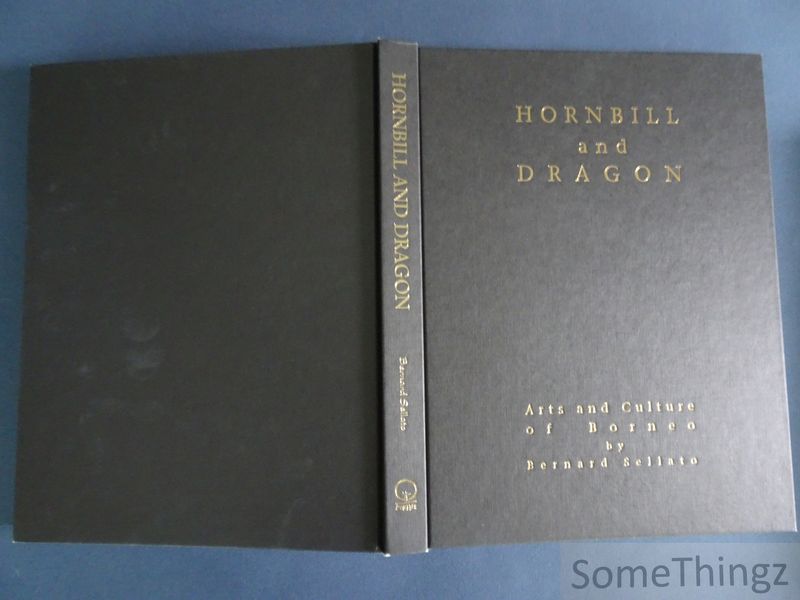 HORNBILL AND DRAGON
Bernard Sellato
HORNBILL
and
DRAGON
Arts and Culture
of Borneo
by
Bernard Sellato
SomeThingz